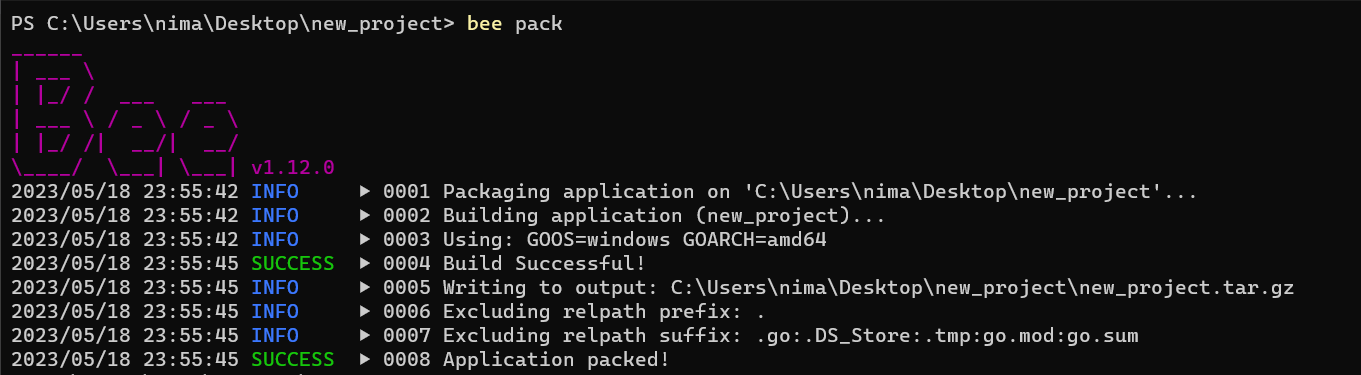 PS C:\Users\nima\Desktop\new_project> bee pack
______
| ___ \
| |_/ /  ___   ___
| ___ \ / _ \ / _ \
| |_/ /|  __/|  __/
\____/  \___| \___| v1.12.0
2023/05/18 23:55:42 INFO     ▶ 0001 Packaging application on 'C:\Users\nima\Desktop\new_project'...
2023/05/18 23:55:42 INFO     ▶ 0002 Building application (new_project)...
2023/05/18 23:55:42 INFO     ▶ 0003 Using: GOOS=windows GOARCH=amd64
2023/05/18 23:55:45 SUCCESS  ▶ 0004 Build Successful!
2023/05/18 23:55:45 INFO     ▶ 0005 Writing to output: C:\Users\nima\Desktop\new_project\new_project.tar.gz
2023/05/18 23:55:45 INFO     ▶ 0006 Excluding relpath prefix: .
2023/05/18 23:55:45 INFO     ▶ 0007 Excluding relpath suffix: .go:.DS_Store:.tmp:go.mod:go.sum
2023/05/18 23:55:45 SUCCESS  ▶ 0008 Application packed!